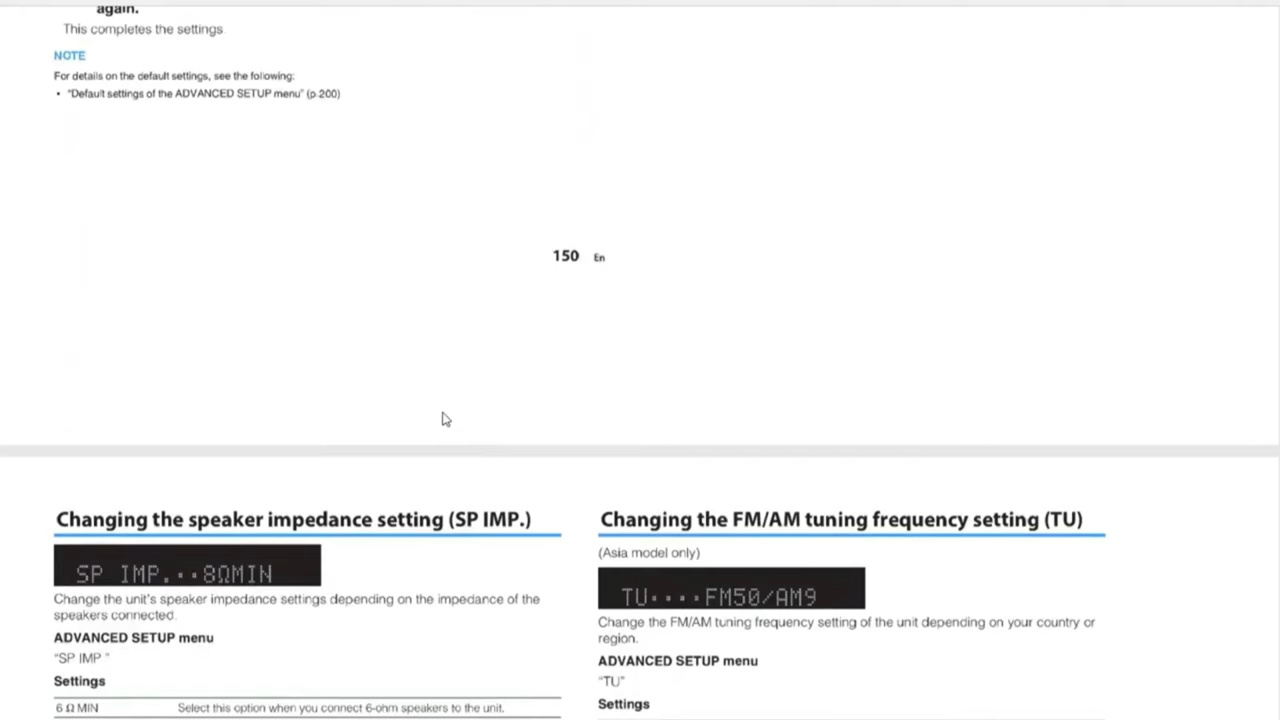 again.
This completes the settings.
NOTE
For details on the default settings, see the following:
• "Default settings of the ADVANCED SETUP menu" (p.200)
150 En
Changing the speaker impedance setting (SP IMP.)
SP IMP.··8ΩMIN
Change the unit's speaker impedance settings depending on the impedance of the
speakers connected.
ADVANCED SETUP menu
"SP IMP."
Settings
6 Ω MIN Select this option when you connect 6-ohm speakers to the unit.
Changing the FM/AM tuning frequency setting (TU)
(Asia model only)
TU····FM50/AM9
Change the FM/AM tuning frequency setting of the unit depending on your country or
region.
ADVANCED SETUP menu
"TU"
Settings